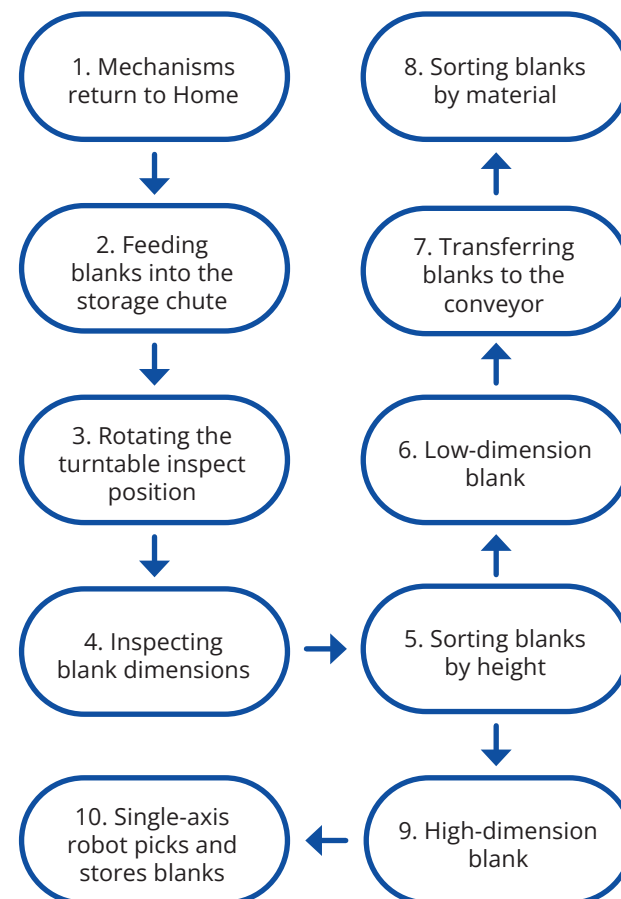 1. Mechanisms
return to Home
2. Feeding
blanks into the
storage chute
3. Rotating the
turntable inspect
position
4. Inspecting
blank dimensions
5. Sorting blanks
by height
6. Low-dimension
blank
7. Transferring
blanks to the
conveyor
8. Sorting blanks
by material
9. High-dimension
blank
10. Single-axis
robot picks and
stores blanks